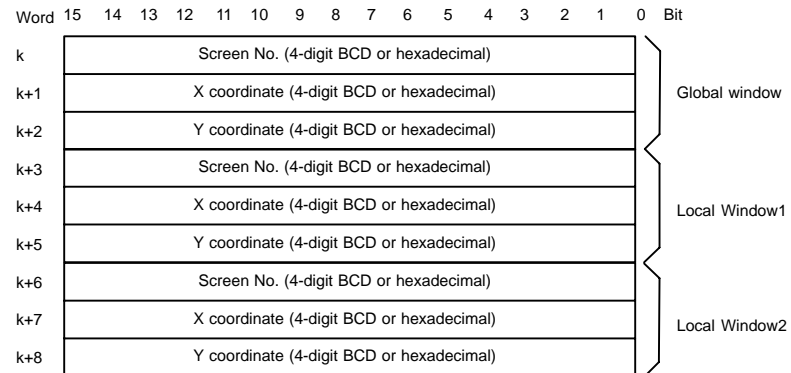 Word 15 14 13 12 11 10 9 8 7 6 5 4 3 2 1 0 Bit
k Screen No. (4-digit BCD or hexadecimal)
k+1 X coordinate (4-digit BCD or hexadecimal) Global window
k+2 Y coordinate (4-digit BCD or hexadecimal)
k+3 Screen No. (4-digit BCD or hexadecimal)
k+4 X coordinate (4-digit BCD or hexadecimal) Local Window1
k+5 Y coordinate (4-digit BCD or hexadecimal)
k+6 Screen No. (4-digit BCD or hexadecimal)
k+7 X coordinate (4-digit BCD or hexadecimal) Local Window2
k+8 Y coordinate (4-digit BCD or hexadecimal)